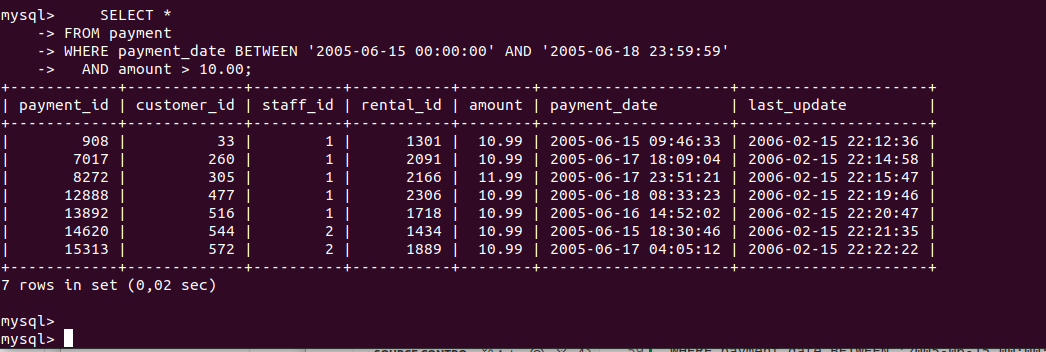 mysql>     SELECT *
    -> FROM payment
    -> WHERE payment_date BETWEEN '2005-06-15 00:00:00' AND '2005-06-18 23:59:59'
    ->   AND amount > 10.00;
+------------+-------------+----------+-----------+--------+---------------------+---------------------+
| payment_id | customer_id | staff_id | rental_id | amount | payment_date        | last_update         |
+------------+-------------+----------+-----------+--------+---------------------+---------------------+
|        908 |          33 |        1 |      1301 |  10.99 | 2005-06-15 09:46:33 | 2006-02-15 22:12:36 |
|       7017 |         260 |        1 |      2091 |  10.99 | 2005-06-17 18:09:04 | 2006-02-15 22:14:58 |
|       8272 |         305 |        1 |      2166 |  11.99 | 2005-06-17 23:51:21 | 2006-02-15 22:15:47 |
|      12888 |         477 |        1 |      2306 |  10.99 | 2005-06-18 08:33:23 | 2006-02-15 22:19:46 |
|      13892 |         516 |        1 |      1718 |  10.99 | 2005-06-16 14:52:02 | 2006-02-15 22:20:47 |
|      14620 |         544 |        2 |      1434 |  10.99 | 2005-06-15 18:30:46 | 2006-02-15 22:21:35 |
|      15313 |         572 |        2 |      1889 |  10.99 | 2005-06-17 04:05:12 | 2006-02-15 22:22:22 |
+------------+-------------+----------+-----------+--------+---------------------+---------------------+
7 rows in set (0,02 sec)
mysql>
mysql>